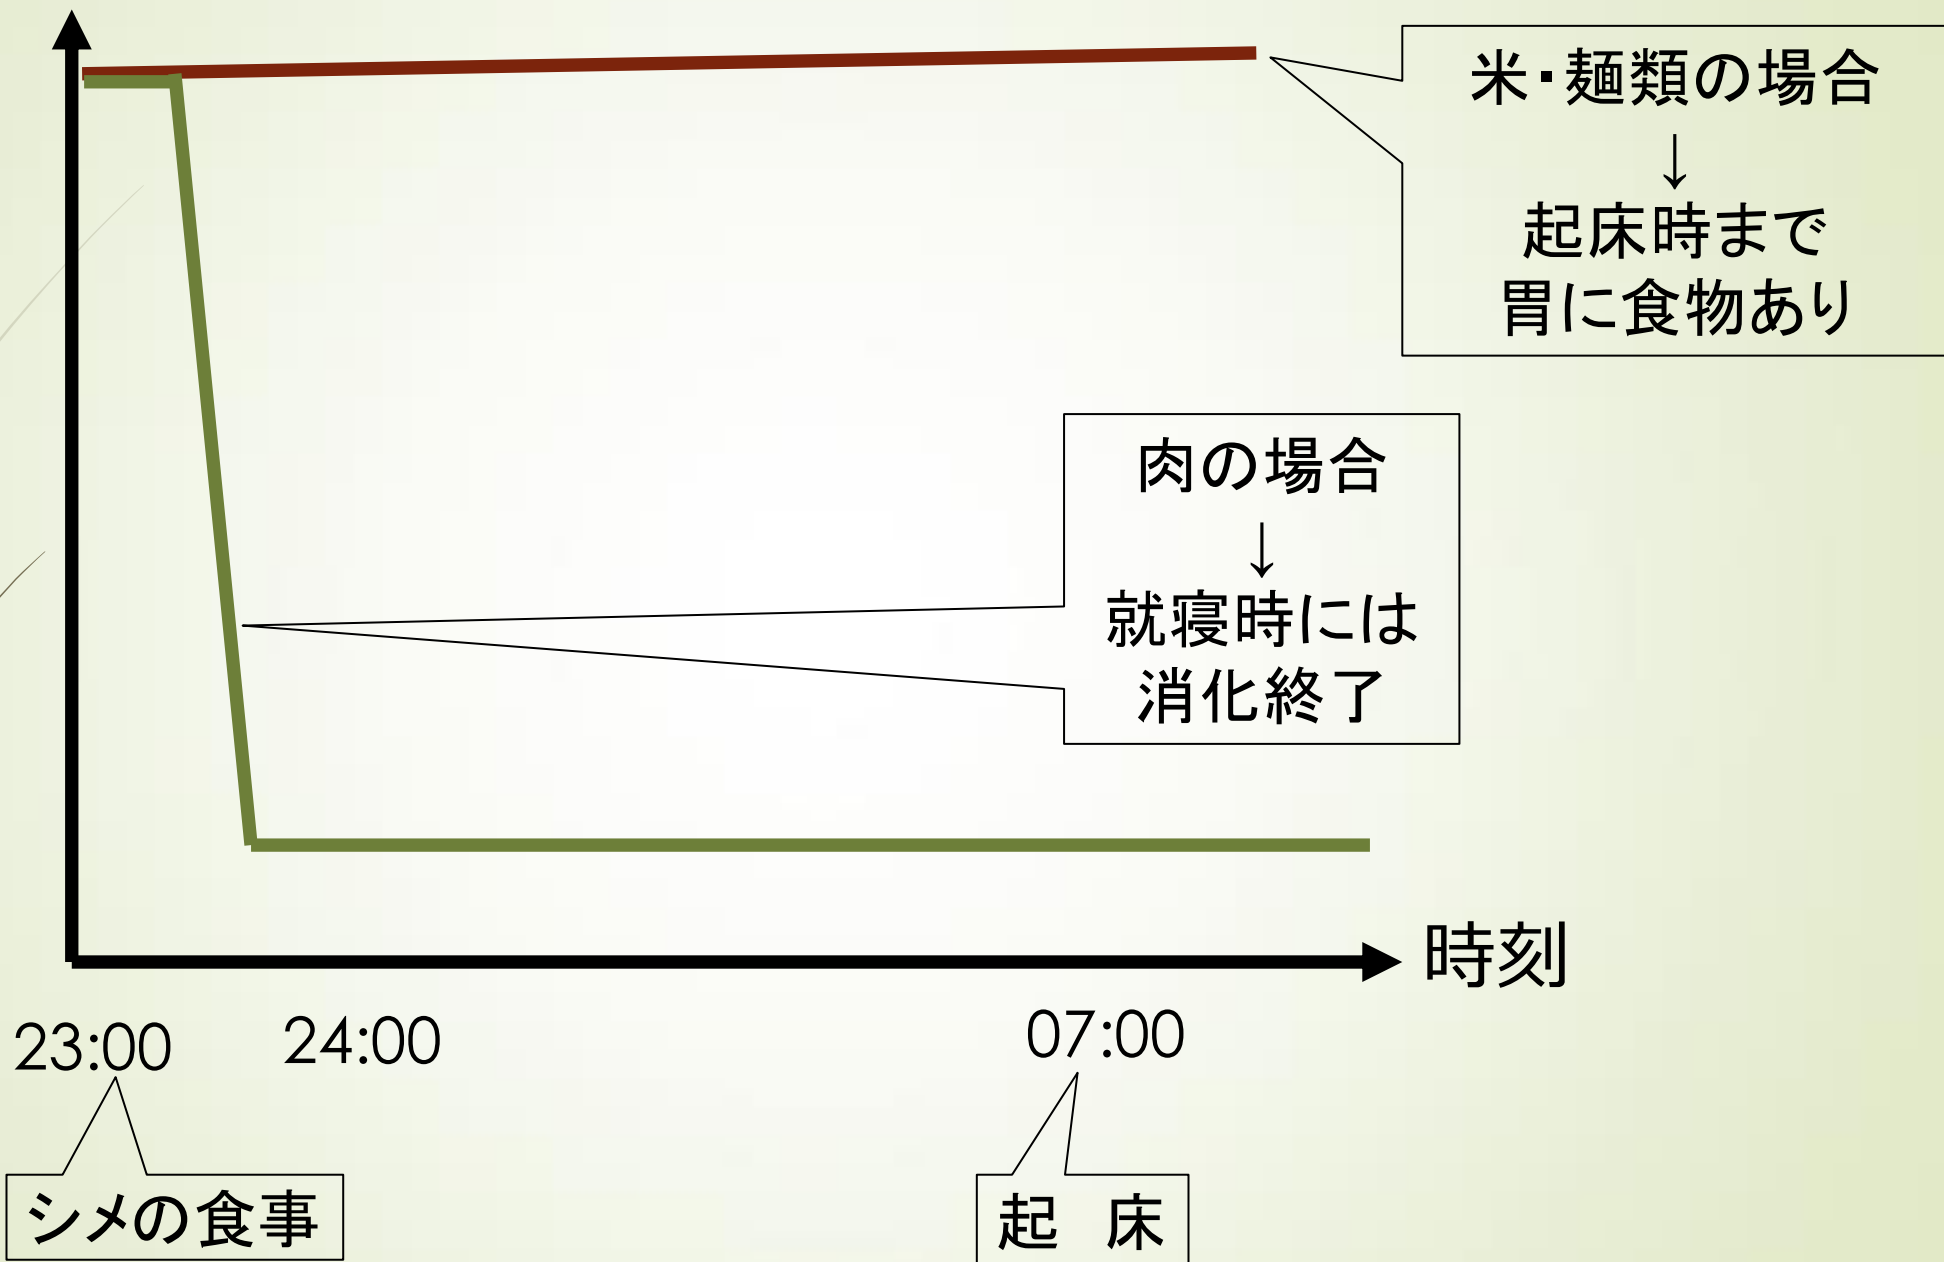 米・麺類の場合
↓
起床時まで
胃に食物あり
肉の場合
↓
就寝時には
消化終了
時刻
23:00
24:00
07:00
シメの食事
起　床